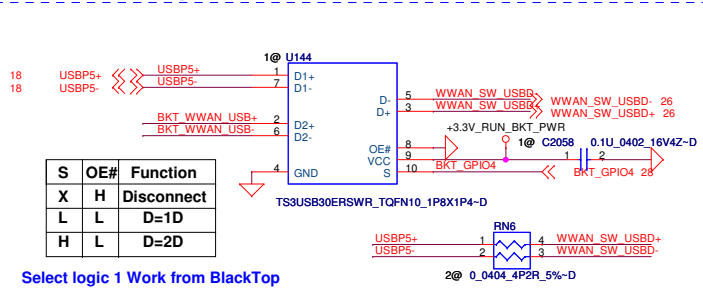 1@ U144
18 USBP5+ USBP5+ 1 D1+
18 USBP5- USBP5- 7 D1-
D- 5 WWAN_SW_USBD- WWAN_SW_USBD- 26
D+ 3 WWAN_SW_USBD+ WWAN_SW_USBD+ 26
BKT_WWAN_USB+ 2 D2+
BKT_WWAN_USB- 6 D2-
+3.3V_RUN_BKT_PWR
OE# 8
1@ C2058 0.1U_0402_16V4Z~D
VCC 9 1 2
S 10 BKT_GPIO4 BKT_GPIO4 28
4 GND
TS3USB30ERSWR_TQFN10_1P8X1P4~D
S OE# Function
X H Disconnect
L L D=1D
H L D=2D
RN6
USBP5+ 1 4 WWAN_SW_USBD+
USBP5- 2 3 WWAN_SW_USBD-
2@ 0_0404_4P2R_5%~D
Select logic 1 Work from BlackTop